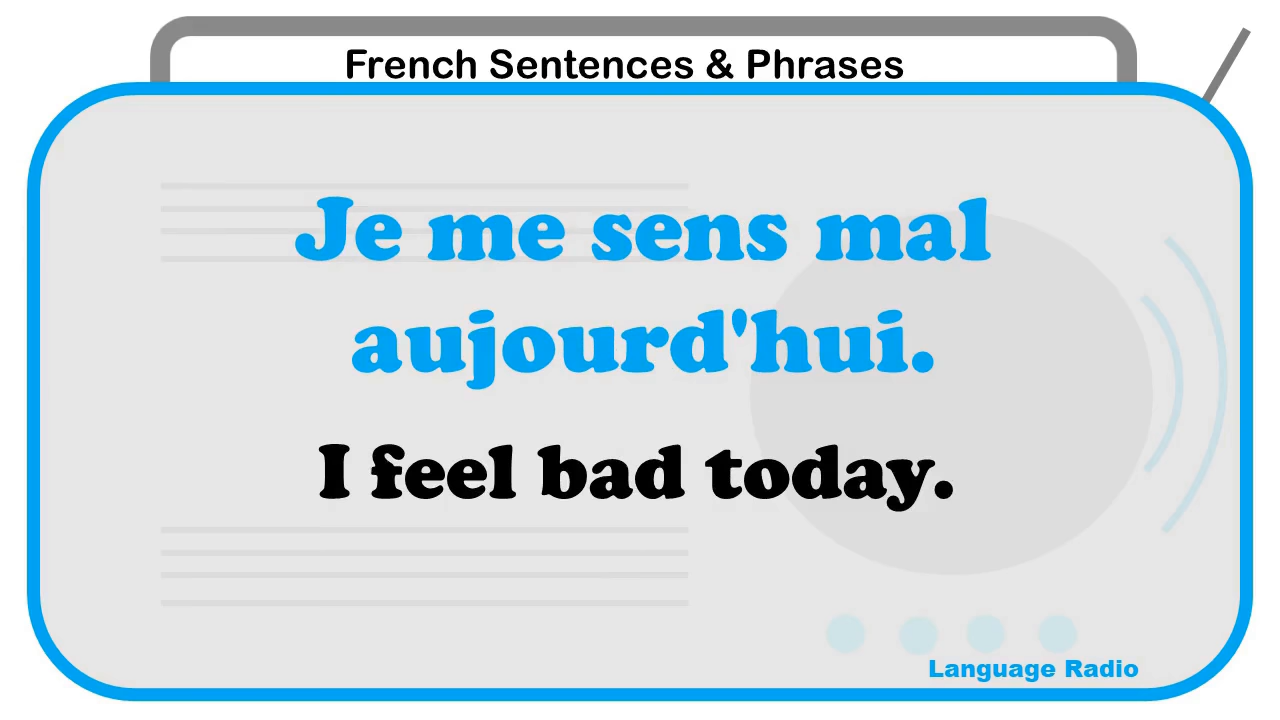 French Sentences & Phrases
Je me sens mal
aujourd'hui.
I feel bad today.
Language Radio